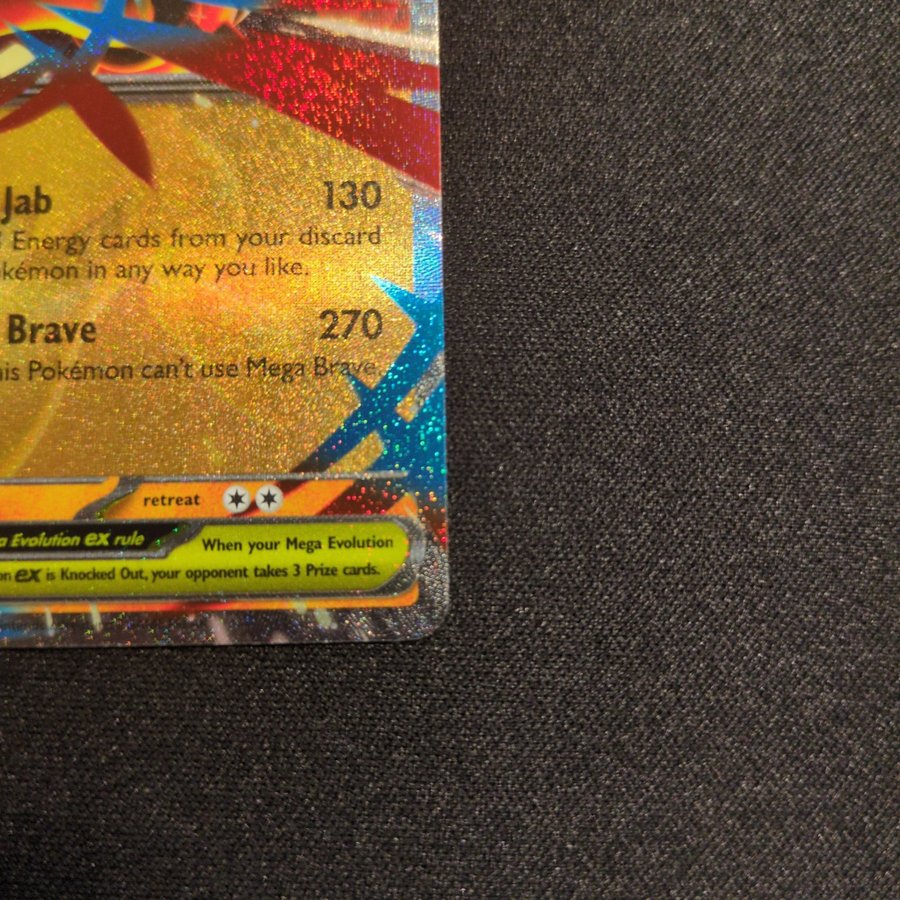 Jab 130
Energy cards from your discard
kémon in any way you like.
Brave 270
is Pokémon can't use Mega Brave.
retreat
a Evolution ex rule When your Mega Evolution
on ex is Knocked Out, your opponent takes 3 Prize cards.